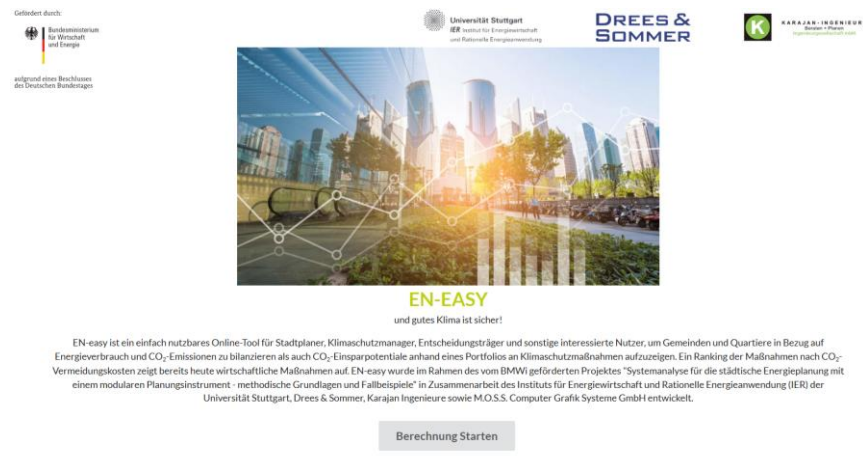 Gefördert durch:
Bundesministerium
für Wirtschaft
und Energie
aufgrund eines Beschlusses
des Deutschen Bundestages
Universität Stuttgart
IER Institut für Energiewirtschaft
und Rationelle Energieanwendung
DREES &
SOMMER
K
KARAJAN-INGENIEURE
Beraten + Planen
EN-EASY
und gutes Klima ist sicher!
EN-easy ist ein einfach nutzbares Online-Tool für Stadtplaner, Klimaschutzmanager, Entscheidungsträger und sonstige interessierte Nutzer, um Gemeinden und Quartiere in Bezug auf
Energieverbrauch und CO₂-Emissionen zu bilanzieren als auch CO₂-Einsparpotentiale anhand eines Portfolios an Klimaschutzmaßnahmen aufzuzeigen. Ein Ranking der Maßnahmen nach CO₂-
Vermeidungskosten zeigt bereits heute wirtschaftliche Maßnahmen auf. EN-easy wurde im Rahmen des vom BMWi geförderten Projektes "Systemanalyse für die städtische Energieplanung mit
einem modularen Planungsinstrument - methodische Grundlagen und Fallbeispiele" in Zusammenarbeit des Instituts für Energiewirtschaft und Rationelle Energieanwendung (IER) der
Universität Stuttgart, Drees & Sommer, Karajan Ingenieure sowie M.O.S.S. Computer Grafik Systeme GmbH entwickelt.
Berechnung Starten